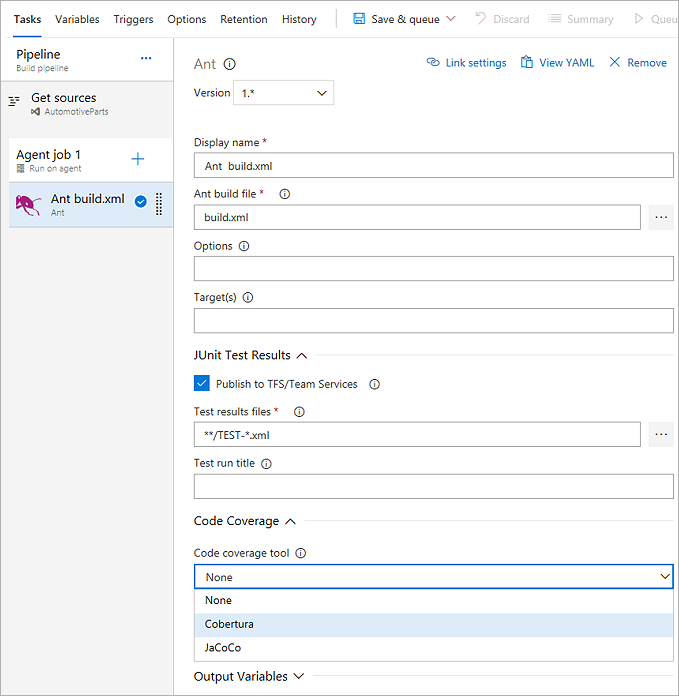 Tasks Variables Triggers Options Retention History Save & queue Discard Summary Queu
Pipeline
Build pipeline
Get sources
AutomotiveParts
Agent job 1
Run on agent
Ant build.xml
Ant
Ant Link settings View YAML Remove
Version 1.*
Display name *
Ant build.xml
Ant build file *
build.xml
Options
Target(s)
JUnit Test Results
Publish to TFS/Team Services
Test results files *
**/TEST-*.xml
Test run title
Code Coverage
Code coverage tool
None
None
Cobertura
JaCoCo
Output Variables